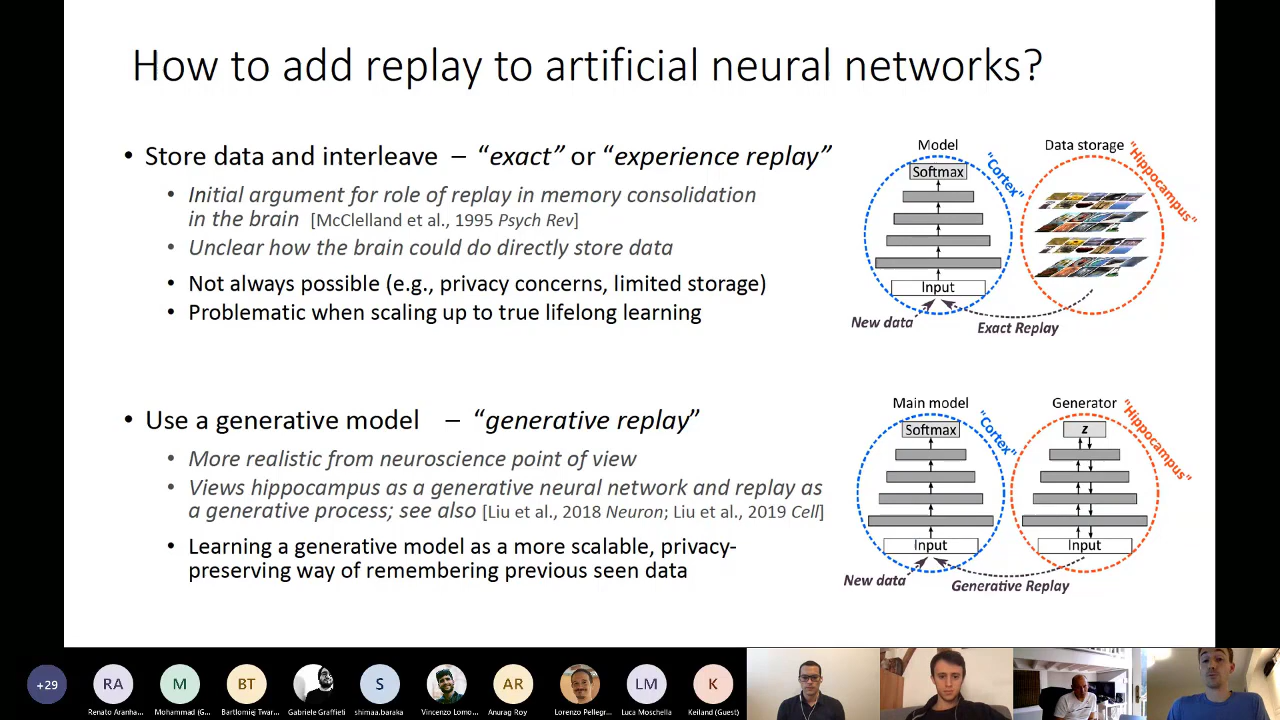 How to add replay to artificial neural networks?
• Store data and interleave – “exact” or “experience replay”
• Initial argument for role of replay in memory consolidation
in the brain [McClelland et al., 1995 Psych Rev]
• Unclear how the brain could do directly store data
• Not always possible (e.g., privacy concerns, limited storage)
• Problematic when scaling up to true lifelong learning
Model
Softmax
Input
"Cortex"
New data
Data storage
"Hippocampus"
Exact Replay
• Use a generative model – “generative replay”
• More realistic from neuroscience point of view
• Views hippocampus as a generative neural network and replay as
a generative process; see also [Liu et al., 2018 Neuron; Liu et al., 2019 Cell]
• Learning a generative model as a more scalable, privacy-
preserving way of remembering previous seen data
Main model
Softmax
Input
"Cortex"
New data
Generator
z
Input
"Hippocampus"
Generative Replay
+29
RA
Renato Aranha...
M
Mohammad (G...
BT
Bartłomiej Twar...
Gabriele Graffieti
S
shimaa.baraka
Vincenzo Lomo...
AR
Anurag Roy
Lorenzo Pellegr...
LM
Luca Moschella
K
Keiland (Guest)